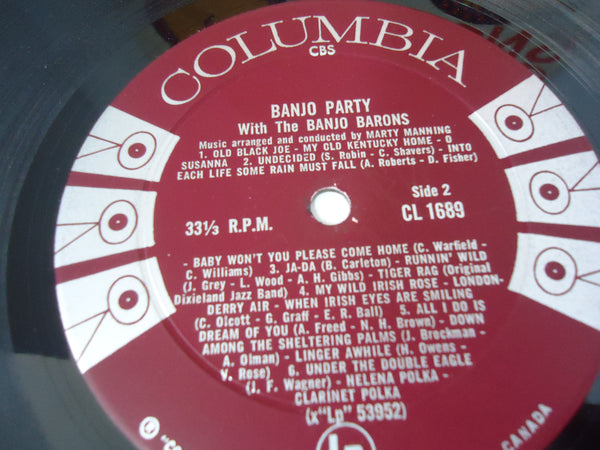 COLUMBIA
CBS
BANJO PARTY
With The BANJO BARONS
Music arranged and conducted by MARTY MANNING
1. OLD BLACK JOE - MY OLD KENTUCKY HOME - O
SUSANNA 2. UNDECIDED (S. Robin - C. Shavers) - INTO
EACH LIFE SOME RAIN MUST FALL (A. Roberts - D. Fisher)
33⅓ R.P.M.
Side 2
CL 1689
- BABY WON'T YOU PLEASE COME HOME (C. Warfield -
C. Williams) 3. JA-DA (B. Carleton) - RUNNIN' WILD
(J. Grey - L. Wood - A. H. Gibbs) - TIGER RAG (Original
Dixieland Jazz Band) 4. MY WILD IRISH ROSE - LONDON-
DERRY AIR - WHEN IRISH EYES ARE SMILING
(C. Olcott - G. Graff - E. R. Ball) 5. ALL I DO IS
DREAM OF YOU (A. Freed - N. H. Brown) - DOWN
AMONG THE SHELTERING PALMS (J. Brockman -
A. Olman) - LINGER AWHILE (H. Owens -
V. Rose) 6. UNDER THE DOUBLE EAGLE
(J. F. Wagner) - HELENA POLKA -
CLARINET POLKA
(x"Lp" 53952)
® "CO
Lp
CANADA